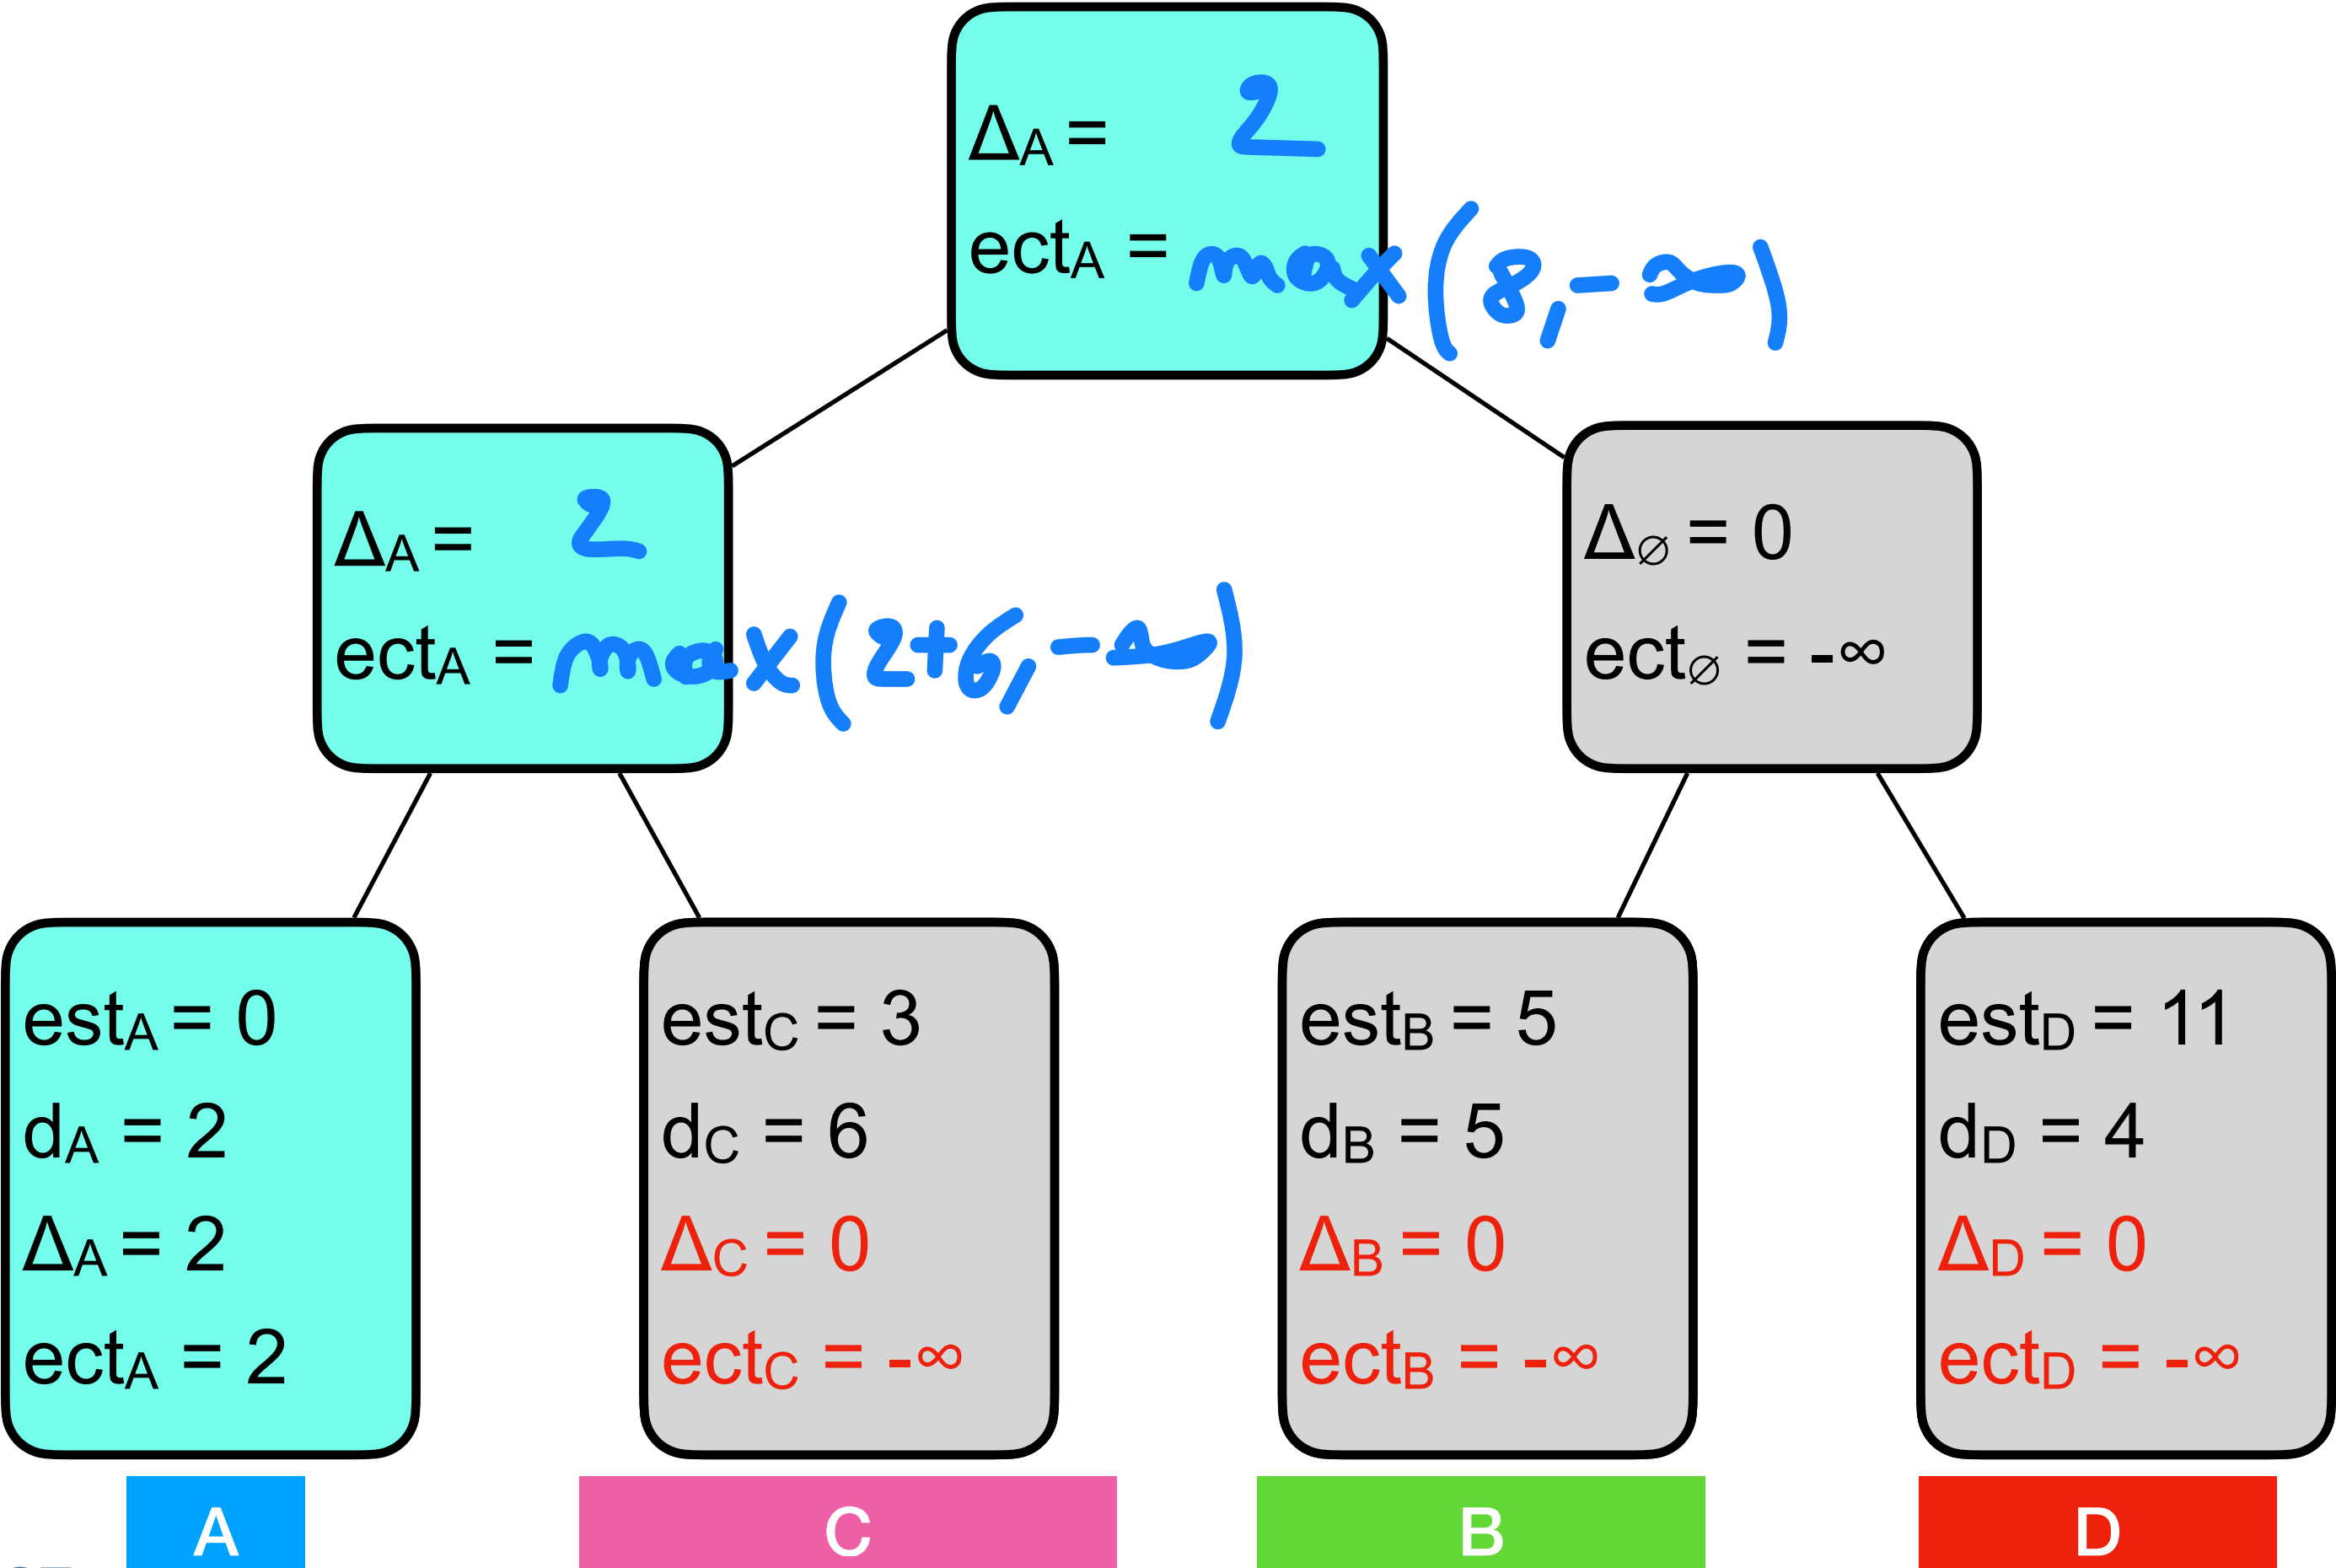 ΔA = 2
ectA = max(8, -∞)
ΔA = 2
ectA = max(2+6, -∞)
Δ∅ = 0
ect∅ = -∞
estA = 0
dA = 2
ΔA = 2
ectA = 2
estC = 3
dC = 6
ΔC = 0
ectC = -∞
estB = 5
dB = 5
ΔB = 0
ectB = -∞
estD = 11
dD = 4
ΔD = 0
ectD = -∞
A
C
B
D